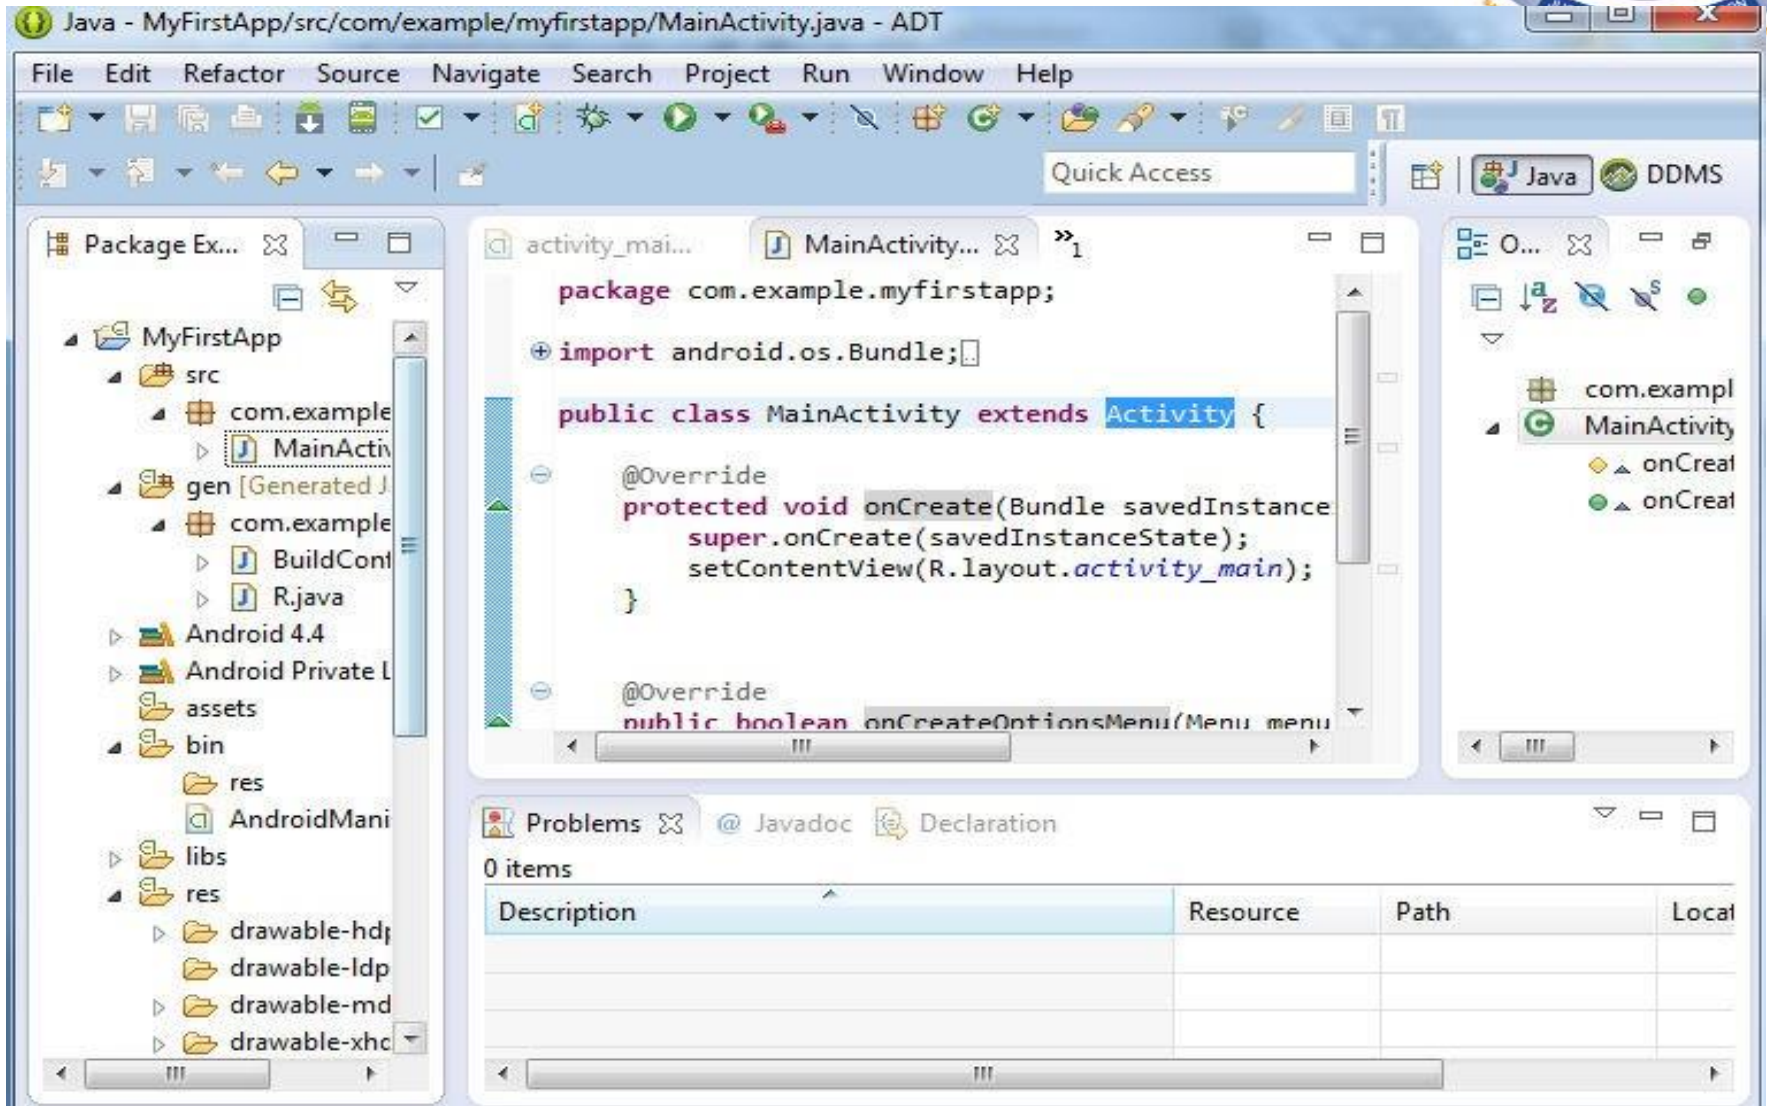 Java - MyFirstApp/src/com/example/myfirstapp/MainActivity.java - ADT
File Edit Refactor Source Navigate Search Project Run Window Help
Quick Access
Java DDMS
Package Ex...
MyFirstApp
src
com.example
MainActiv
gen [Generated J
com.example
BuildConf
R.java
Android 4.4
Android Private L
assets
bin
res
AndroidMani
libs
res
drawable-hdp
drawable-ldp
drawable-md
drawable-xhd
activity_mai... MainActivity... »1
package com.example.myfirstapp;
import android.os.Bundle;
public class MainActivity extends Activity {
@Override
protected void onCreate(Bundle savedInstance
super.onCreate(savedInstanceState);
setContentView(R.layout.activity_main);
}
@Override
public boolean onCreateOptionsMenu(Menu menu
O...
com.exampl
MainActivity
onCreat
onCreat
Problems @ Javadoc Declaration
0 items
Description Resource Path Locat